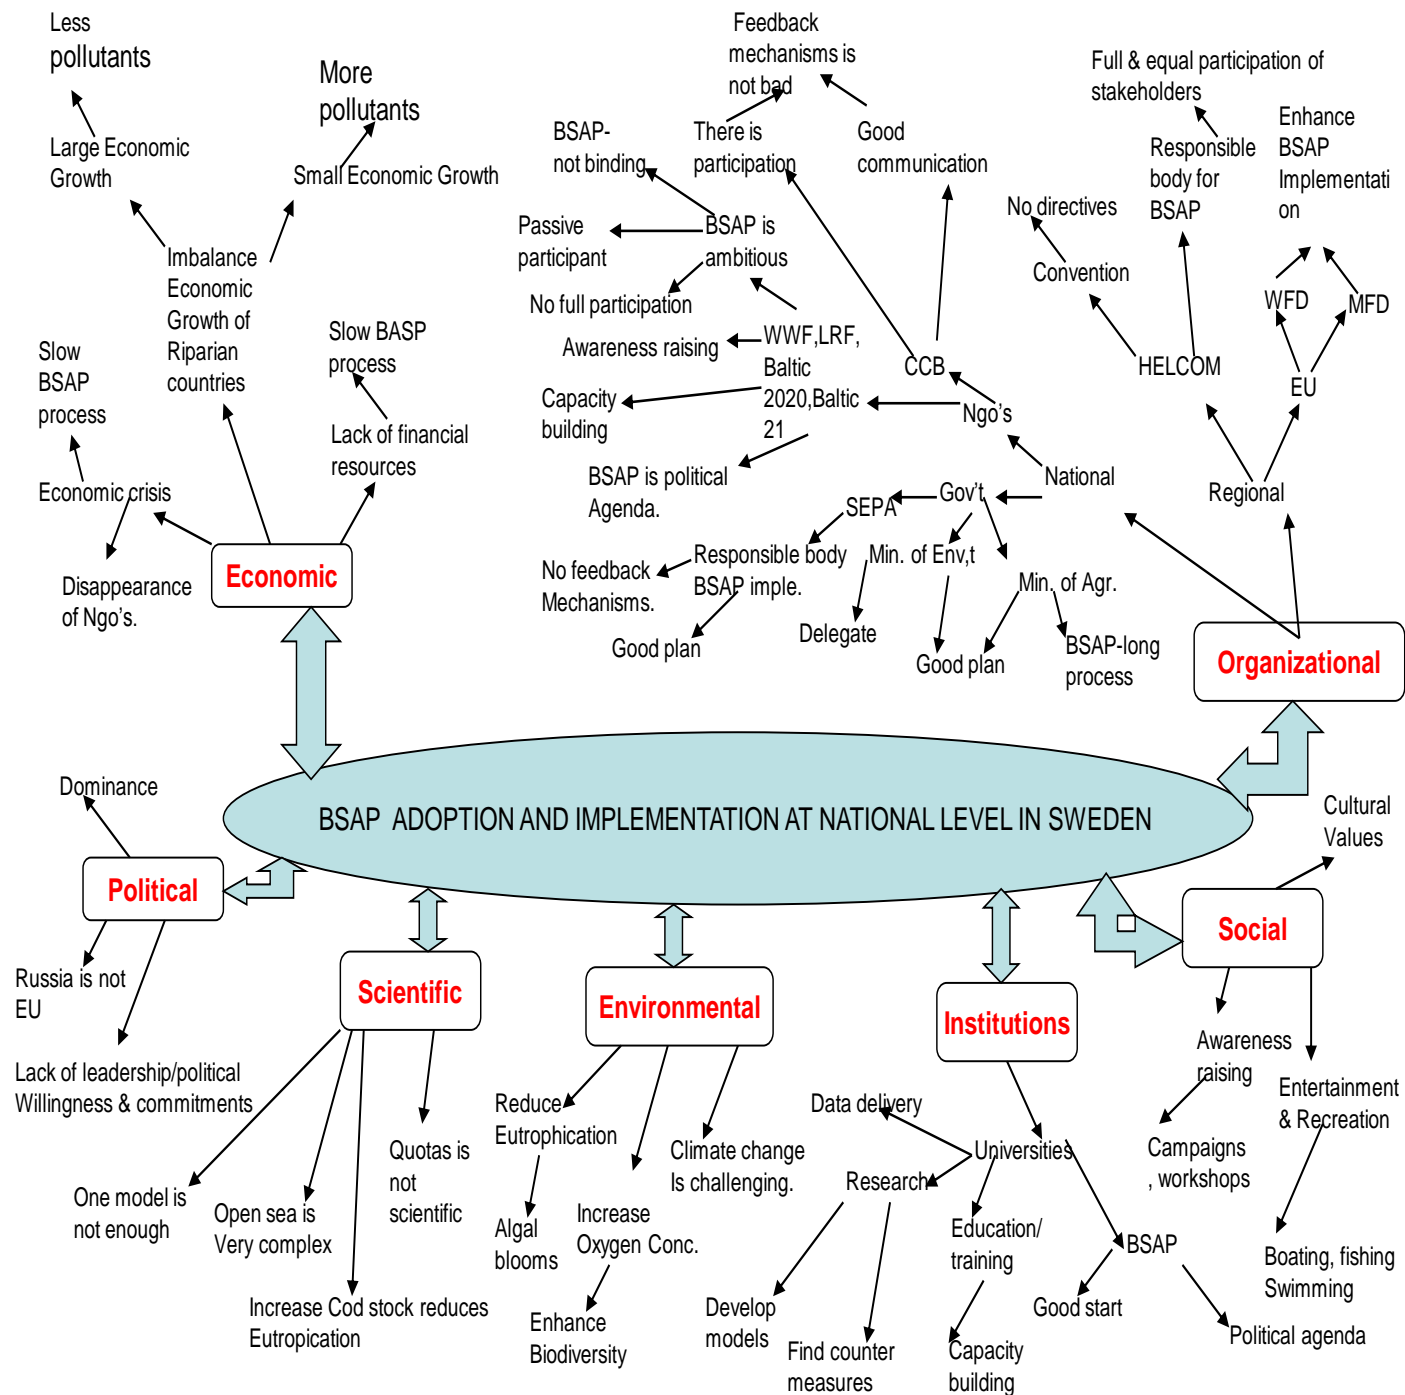 Less
pollutants
More
pollutants
Large Economic
Growth
Small Economic Growth
Imbalance
Economic
Growth of
Riparian
countries
Slow BASP
process
Slow
BSAP
process
Lack of financial
resources
Economic crisis
Disappearance
of Ngo's.
Economic
Feedback
mechanisms is
not bad
BSAP-
not binding
There is
participation
Good
communication
Passive
participant
BSAP is
ambitious
No full participation
Awareness raising
WWF,LRF,
Baltic
2020,Baltic
21
CCB
Capacity
building
Ngo's
BSAP is political
Agenda.
National
Gov't
SEPA
Responsible body
BSAP imple.
No feedback
Mechanisms.
Good plan
Min. of Env,t
Delegate
Good plan
Min. of Agr.
BSAP-long
process
Full & equal participation of
stakeholders
Enhance
BSAP
Implementati
on
Responsible
body for
BSAP
No directives
Convention
WFD
MFD
HELCOM
EU
Regional
Organizational
BSAP ADOPTION AND IMPLEMENTATION AT NATIONAL LEVEL IN SWEDEN
Dominance
Political
Russia is not
EU
Lack of leadership/political
Willingness & commitments
Scientific
One model is
not enough
Open sea is
Very complex
Quotas is
not
scientific
Increase Cod stock reduces
Eutropication
Environmental
Reduce
Eutrophication
Algal
blooms
Increase
Oxygen Conc.
Enhance
Biodiversity
Climate change
Is challenging.
Institutions
Data delivery
Universities
Research
Education/
training
Develop
models
Find counter
measures
Capacity
building
BSAP
Good start
Political agenda
Cultural
Values
Social
Awareness
raising
Campaigns
, workshops
Entertainment
& Recreation
Boating, fishing
Swimming